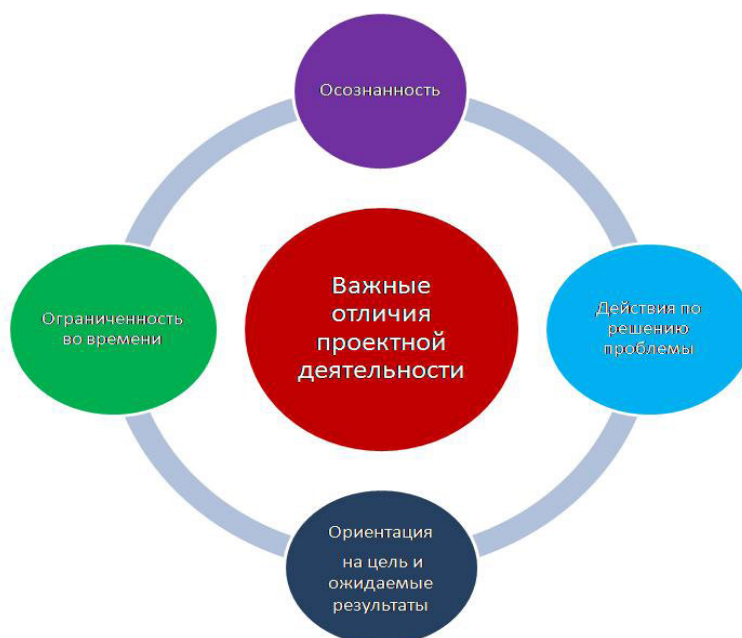 Осознанность
Важные
отличия
проектной
деятельности
Действия по
решению
проблемы
Ориентация
на цель и
ожидаемые
результаты
Ограниченность
во времени